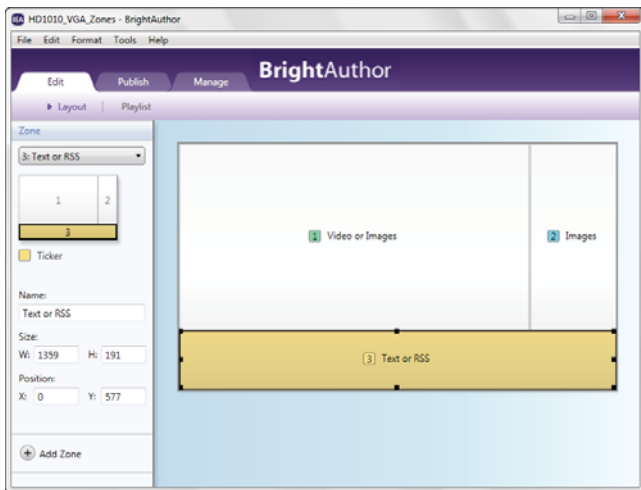 BA HD1010_VGA_Zones - BrightAuthor
File Edit Format Tools Help
BrightAuthor
Edit Publish Manage
Layout Playlist
Zone
3: Text or RSS
1 2
3
Ticker
Name:
Text or RSS
Size:
W: 1359 H: 191
Position:
X: 0 Y: 577
Add Zone
1 Video or Images
2 Images
3 Text or RSS